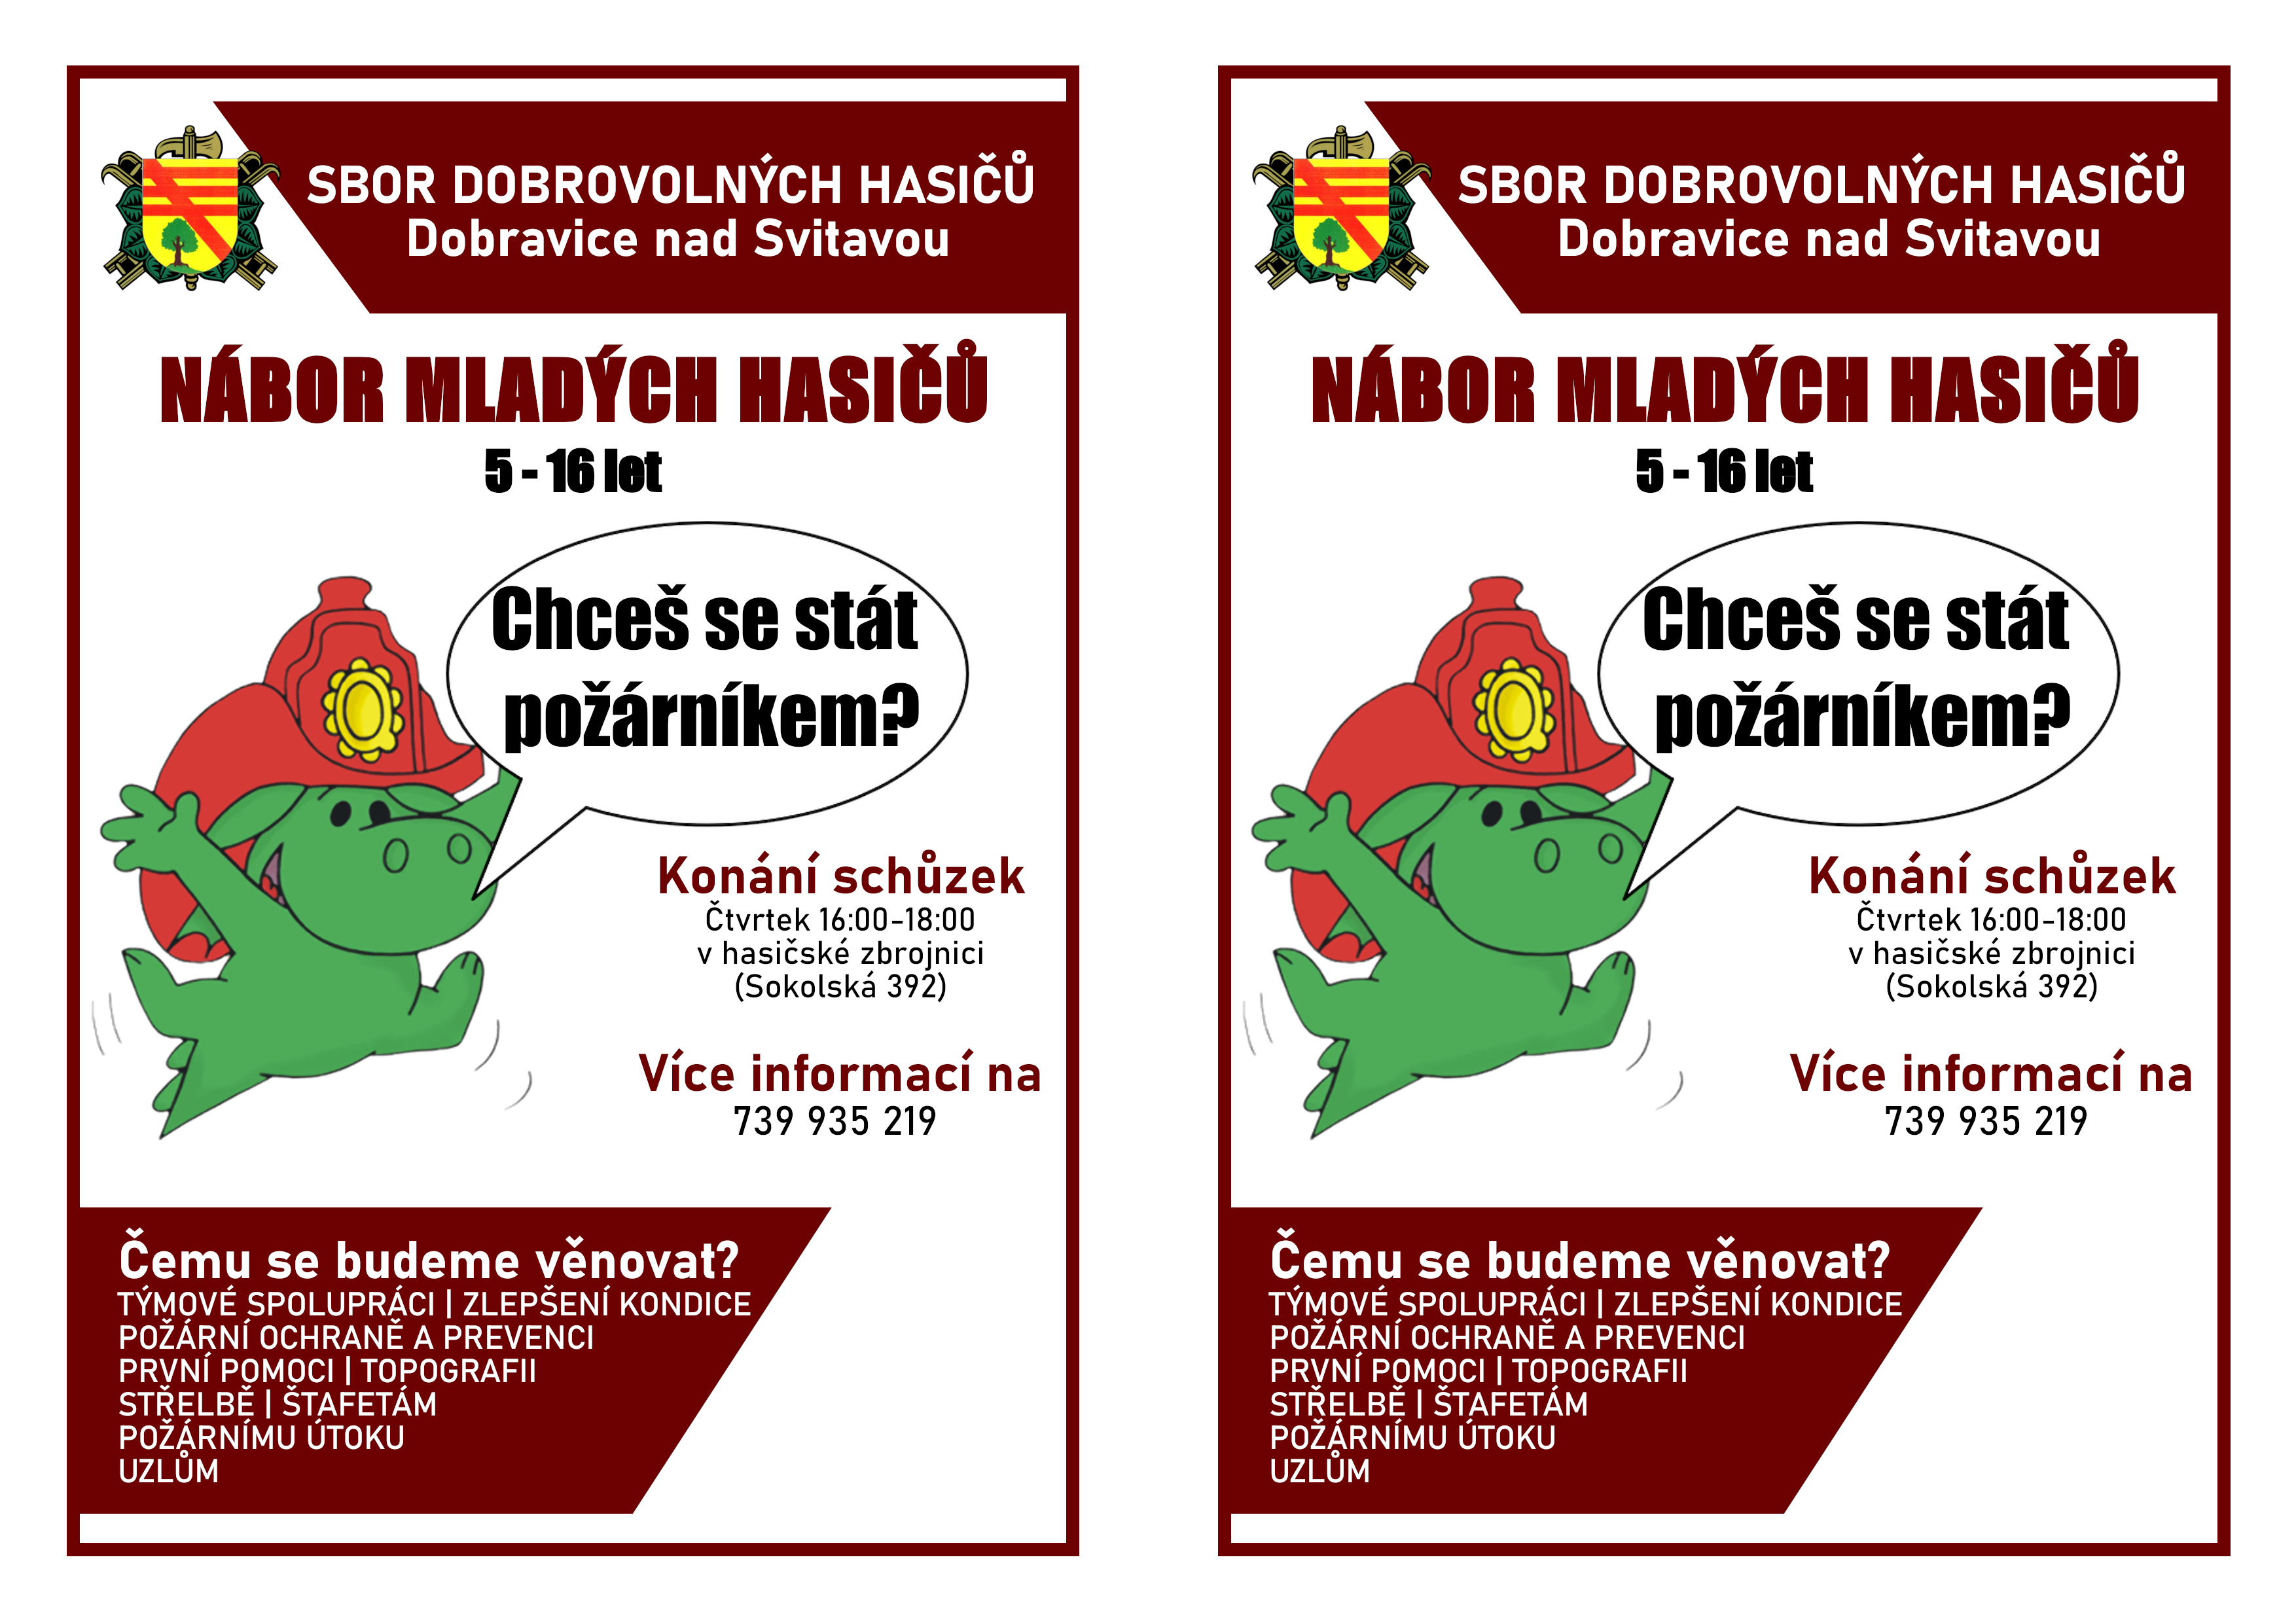 SBOR DOBROVOLNÝCH HASIČŮ
Dobravice nad Svitavou
NÁBOR MLADÝCH HASIČŮ
5 - 16 let
Chceš se stát
požárníkem?
Konání schůzek
Čtvrtek 16:00-18:00
v hasičské zbrojnici
(Sokolská 392)
Více informací na
739 935 219
Čemu se budeme věnovat?
TÝMOVÉ SPOLUPRÁCI | ZLEPŠENÍ KONDICE
POŽÁRNÍ OCHRANĚ A PREVENCI
PRVNÍ POMOCI | TOPOGRAFII
STŘELBĚ | ŠTAFETÁM
POŽÁRNÍMU ÚTOKU
UZLŮM
SBOR DOBROVOLNÝCH HASIČŮ
Dobravice nad Svitavou
NÁBOR MLADÝCH HASIČŮ
5 - 16 let
Chceš se stát
požárníkem?
Konání schůzek
Čtvrtek 16:00-18:00
v hasičské zbrojnici
(Sokolská 392)
Více informací na
739 935 219
Čemu se budeme věnovat?
TÝMOVÉ SPOLUPRÁCI | ZLEPŠENÍ KONDICE
POŽÁRNÍ OCHRANĚ A PREVENCI
PRVNÍ POMOCI | TOPOGRAFII
STŘELBĚ | ŠTAFETÁM
POŽÁRNÍMU ÚTOKU
UZLŮM